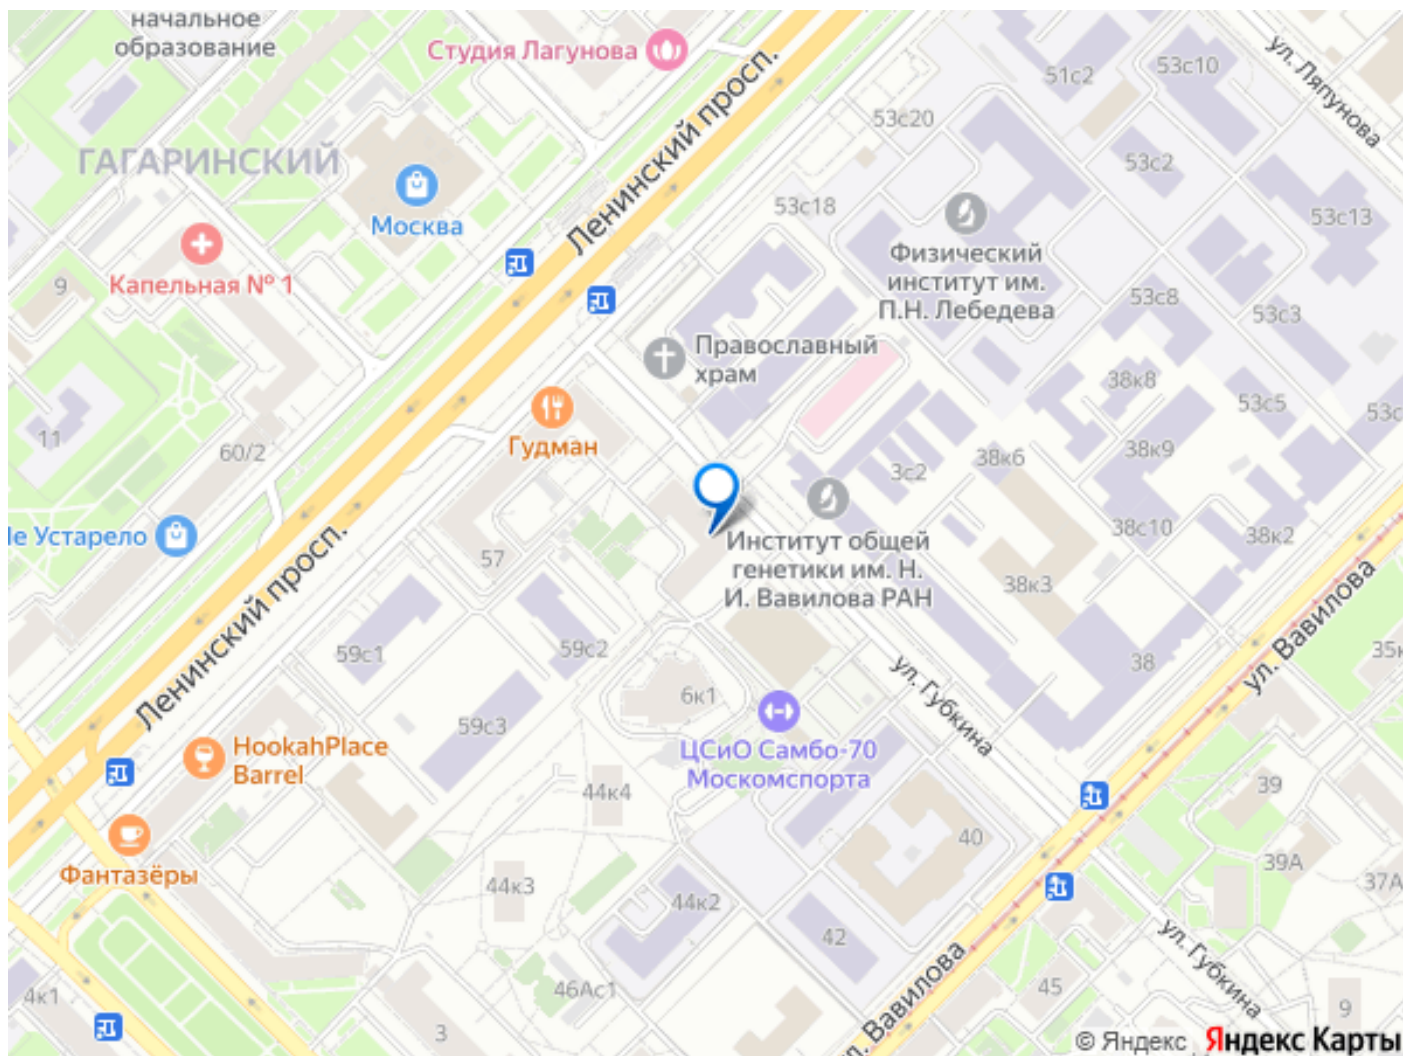 начальное
образование
Студия Лагунова
Ленинский просп.
ул. Ляпунова
51с2
53с10
53с20
53с2
ГАГАРИНСКИЙ
Москва
53с18
53с13
Капельная № 1
9
Физический
институт им.
П.Н. Лебедева
53с8
53с3
Православный
храм
38к8
53с5
53с
11
60/2
Гудман
3с2
38к6
38к9
38с10
38к2
Устарело
57
Институт общей
генетики им. Н.
И. Вавилова РАН
38к3
Ленинский просп.
59с1
59с2
38
ул. Вавилова
6к1
ул. Губкина
59с3
HookahPlace
Barrel
ЦСиО Самбо-70
Москомспорта
44к4
39
40
Фантазёры
39А
37А
44к3
44к2
42
ул. Губкина
ул. Вавилова
4к1
46Ас1
45
9
3
© Яндекс Яндекс Карты